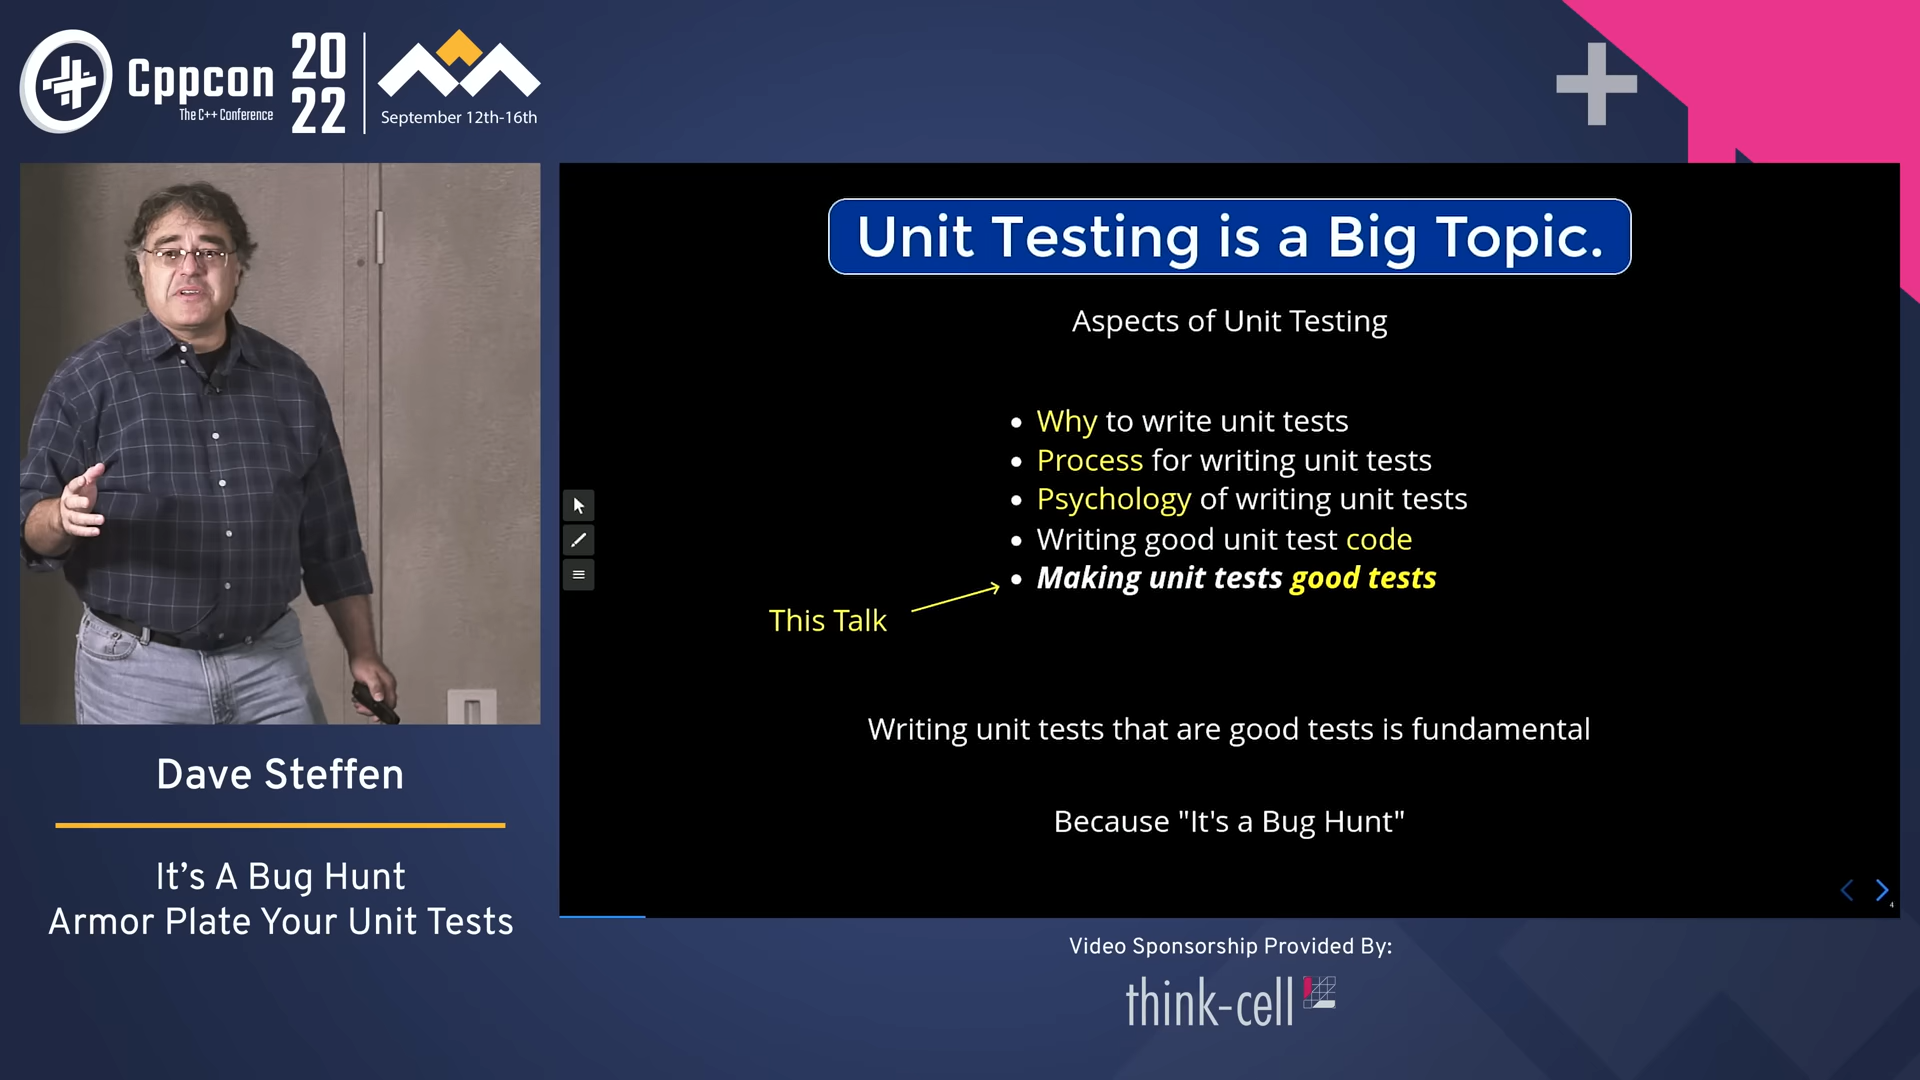 Cppcon
The C++ Conference
20
22
September 12th-16th
Unit Testing is a Big Topic.
Aspects of Unit Testing
• Why to write unit tests
• Process for writing unit tests
• Psychology of writing unit tests
• Writing good unit test code
• Making unit tests good tests
This Talk
Writing unit tests that are good tests is fundamental
Because "It's a Bug Hunt"
4
Dave Steffen
It’s A Bug Hunt
Armor Plate Your Unit Tests
Video Sponsorship Provided By:
think-cell